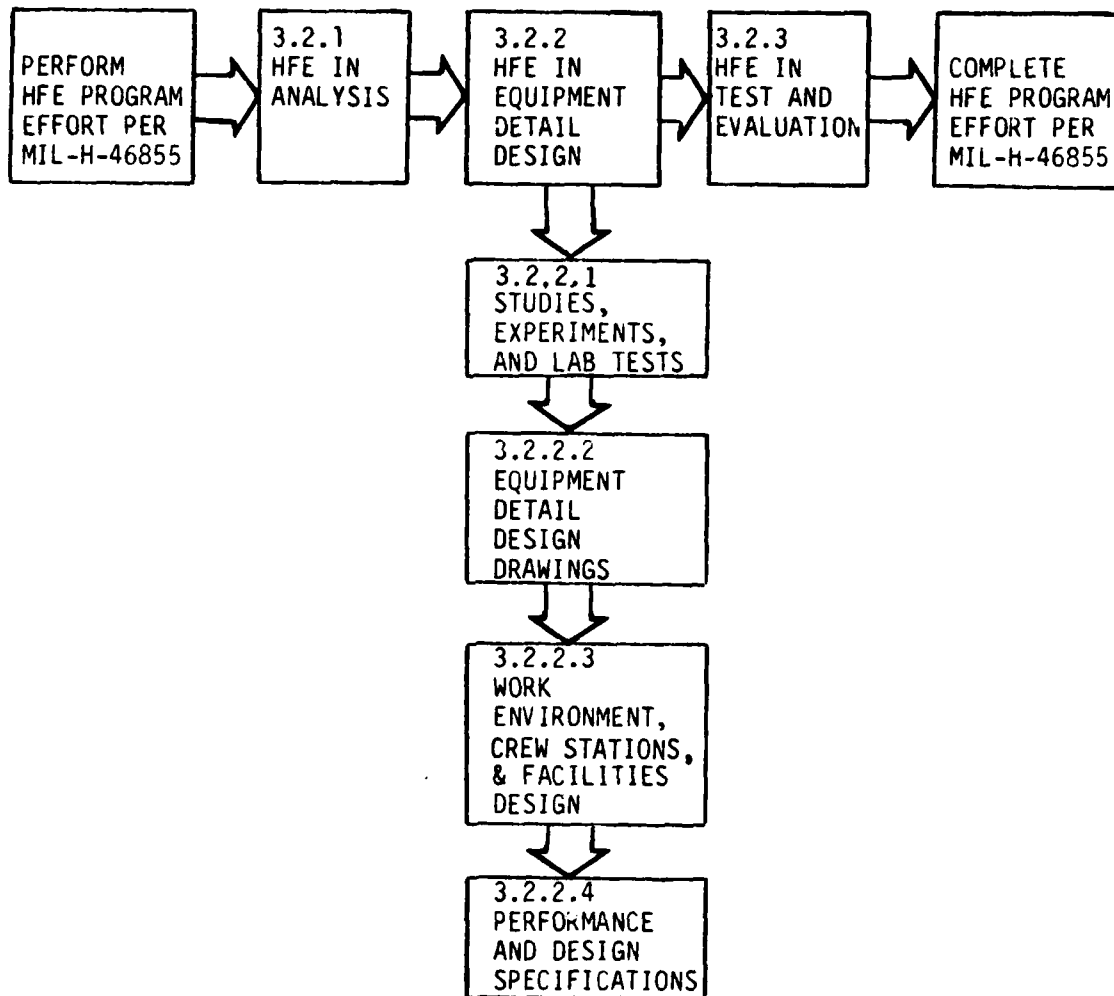 PERFORM
HFE PROGRAM
EFFORT PER
MIL-H-46855
3.2.1
HFE IN
ANALYSIS
3.2.2
HFE IN
EQUIPMENT
DETAIL
DESIGN
3.2.3
HFE IN
TEST AND
EVALUATION
COMPLETE
HFE PROGRAM
EFFORT PER
MIL-H-46855
3.2.2.1
STUDIES,
EXPERIMENTS,
AND LAB TESTS
3.2.2.2
EQUIPMENT
DETAIL
DESIGN
DRAWINGS
3.2.2.3
WORK
ENVIRONMENT,
CREW STATIONS,
& FACILITIES
DESIGN
3.2.2.4
PERFORMANCE
AND DESIGN
SPECIFICATIONS